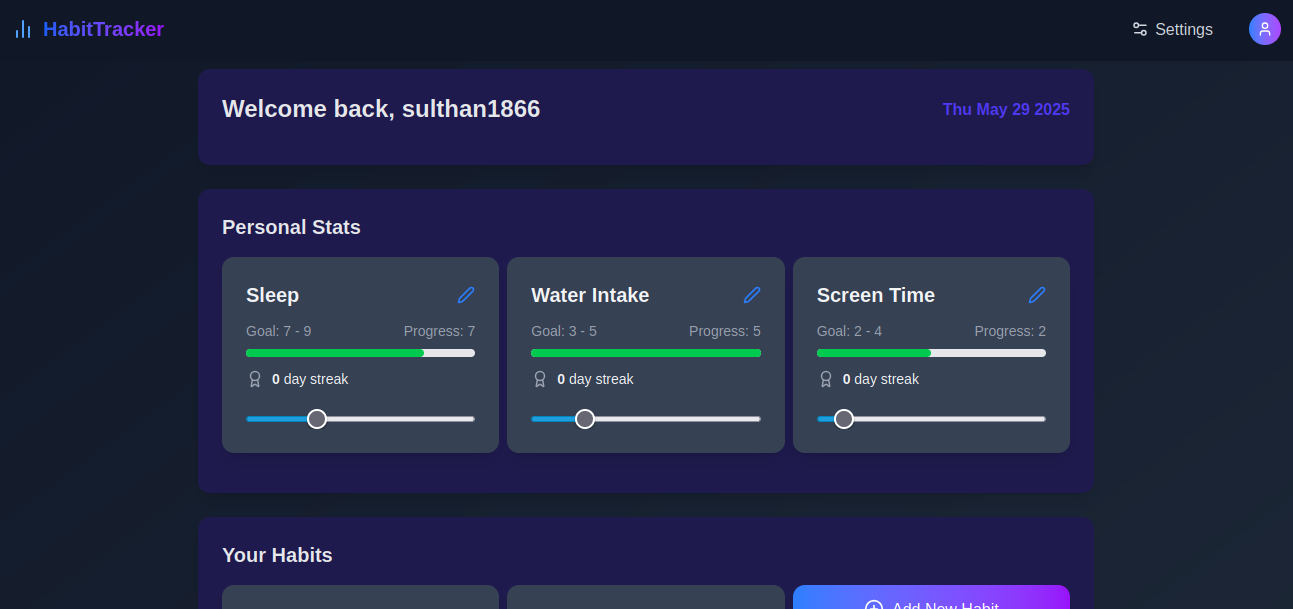 HabitTracker
Settings
Welcome back, sulthan1866
Thu May 29 2025
Personal Stats
Sleep
Goal: 7 - 9 Progress: 7
0 day streak
Water Intake
Goal: 3 - 5 Progress: 5
0 day streak
Screen Time
Goal: 2 - 4 Progress: 2
0 day streak
Your Habits
Add New Habit